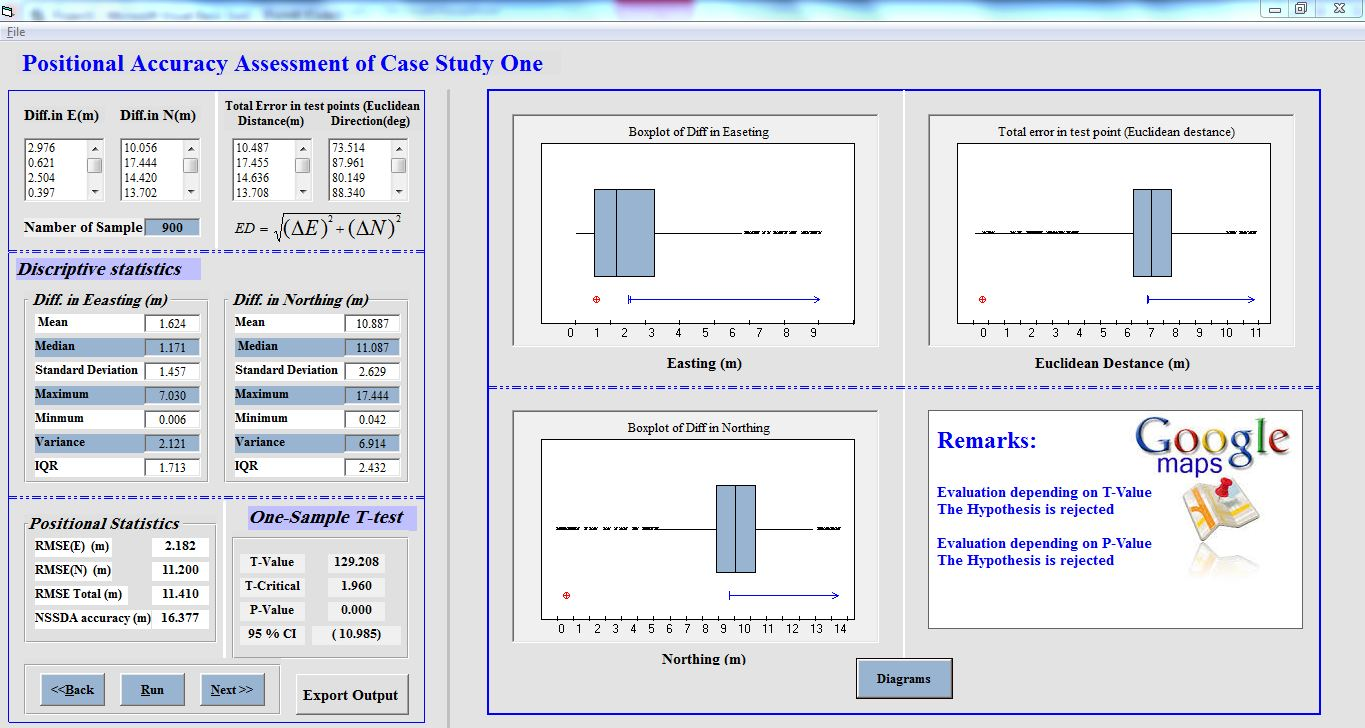 File
Positional Accuracy Assessment of Case Study One
Diff.in E(m) Diff.in N(m)
2.976 10.056
0.621 17.444
2.504 14.420
0.397 13.702
Namber of Sample 900
Total Error in test points (Euclidean
Distance(m) Direction(deg)
10.487 73.514
17.455 87.961
14.636 80.149
13.708 88.340
ED = √(ΔE)² + (ΔN)²
Discriptive statistics
Diff. in Eeasting (m)
Mean 1.624
Median 1.171
Standard Deviation 1.457
Maximum 7.030
Minmum 0.006
Variance 2.121
IQR 1.713
Diff. in Northing (m)
Mean 10.887
Median 11.087
Standard Deviation 2.629
Maximum 17.444
Minimum 0.042
Variance 6.914
IQR 2.432
Positional Statistics
RMSE(E) (m) 2.182
RMSE(N) (m) 11.200
RMSE Total (m) 11.410
NSSDA accuracy (m) 16.377
One-Sample T-test
T-Value 129.208
T-Critical 1.960
P-Value 0.000
95 % CI ( 10.985)
<<Back Run Next >> Export Output
Boxplot of Diff in Easeting
0 1 2 3 4 5 6 7 8 9
Easting (m)
Total error in test point (Euclidean destance)
0 1 2 3 4 5 6 7 8 9 10 11
Euclidean Destance (m)
Boxplot of Diff in Northing
0 1 2 3 4 5 6 7 8 9 10 11 12 13 14
Northing (m)
Remarks:
Google
maps
Evaluation depending on T-Value
The Hypothesis is rejected
Evaluation depending on P-Value
The Hypothesis is rejected
Diagrams